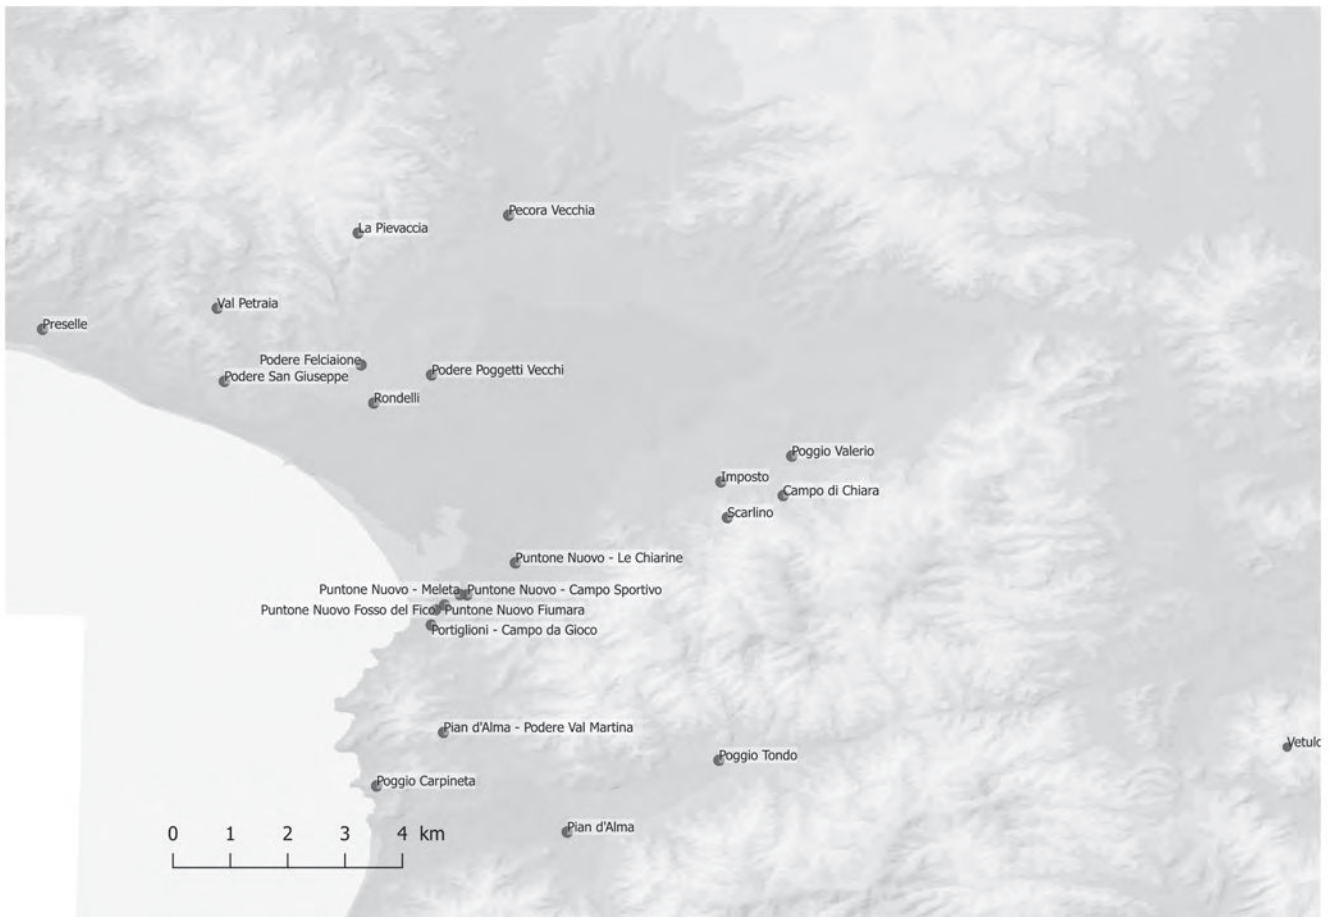 Pecora Vecchia
La Pievaccia
Val Petraia
Preselle
Podere Felciaione
Podere Poggetti Vecchi
Podere San Giuseppe
Rondelli
Poggio Valerio
Imposto
Campo di Chiara
Scarlino
Puntone Nuovo - Le Chiarine
Puntone Nuovo - Meleta
Puntone Nuovo - Campo Sportivo
Puntone Nuovo Fosso del Fico
Puntone Nuovo Fiumara
Portiglioni - Campo da Gioco
Pian d'Alma - Podere Val Martina
Vetulo
Poggio Tondo
Poggio Carpineta
Pian d'Alma
0 1 2 3 4 km